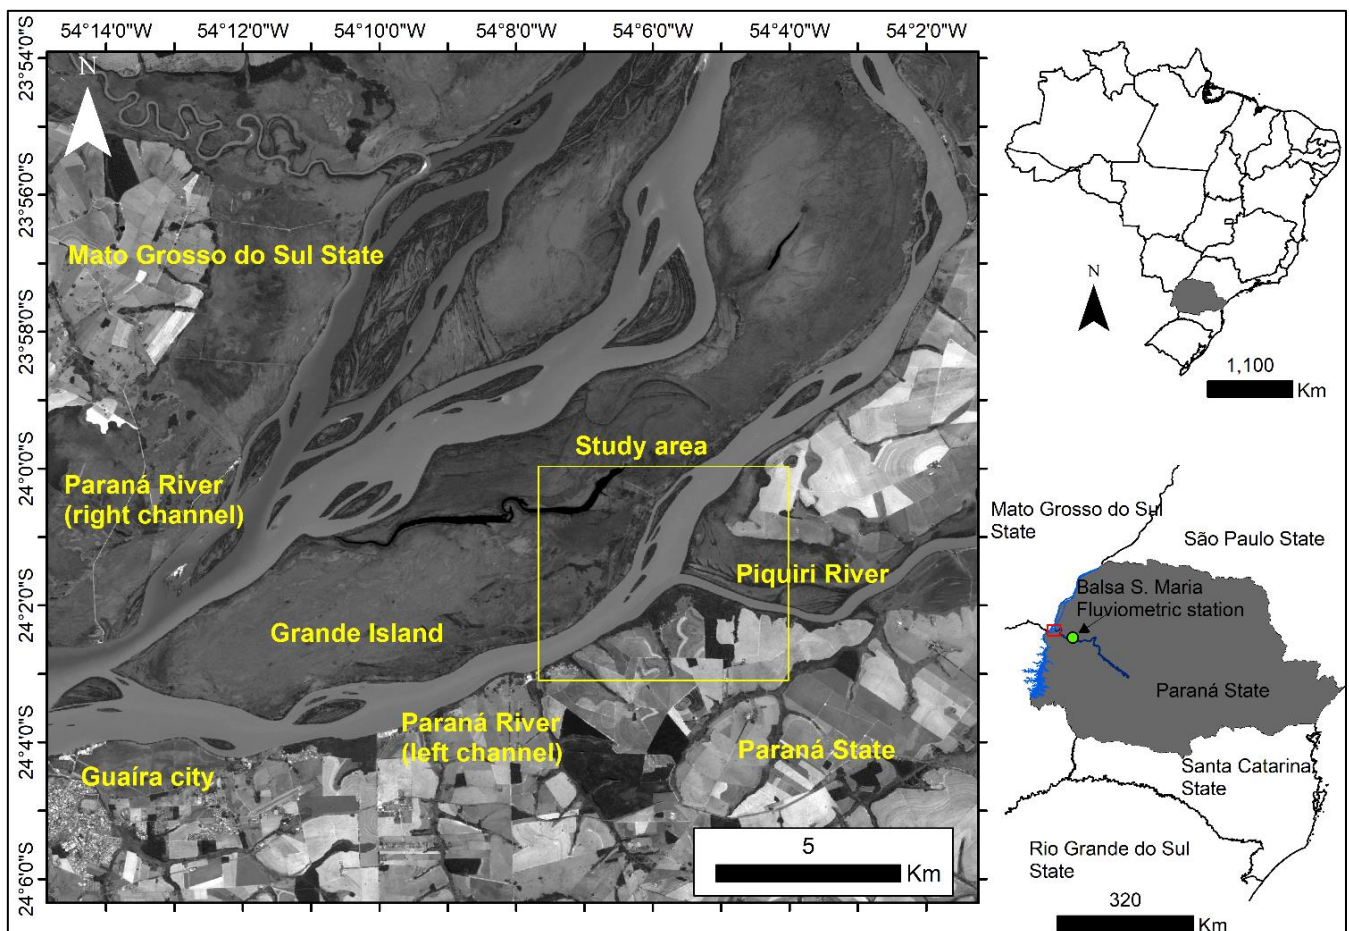 54°14'0"W 54°12'0"W 54°10'0"W 54°8'0"W 54°6'0"W 54°4'0"W 54°2'0"W
23°54'0"S
23°56'0"S
23°58'0"S
24°0'0"S
24°2'0"S
24°4'0"S
24°6'0"S
N
Mato Grosso do Sul State
Study area
Paraná River
(right channel)
Piquiri River
Grande Island
Paraná River
(left channel)
Paraná State
Guaíra city
5
Km
N
1,100
Km
Mato Grosso do Sul
State
São Paulo State
Balsa S. Maria
Fluviometric station
Paraná State
Santa Catarina
State
Rio Grande do Sul
State
320
Km